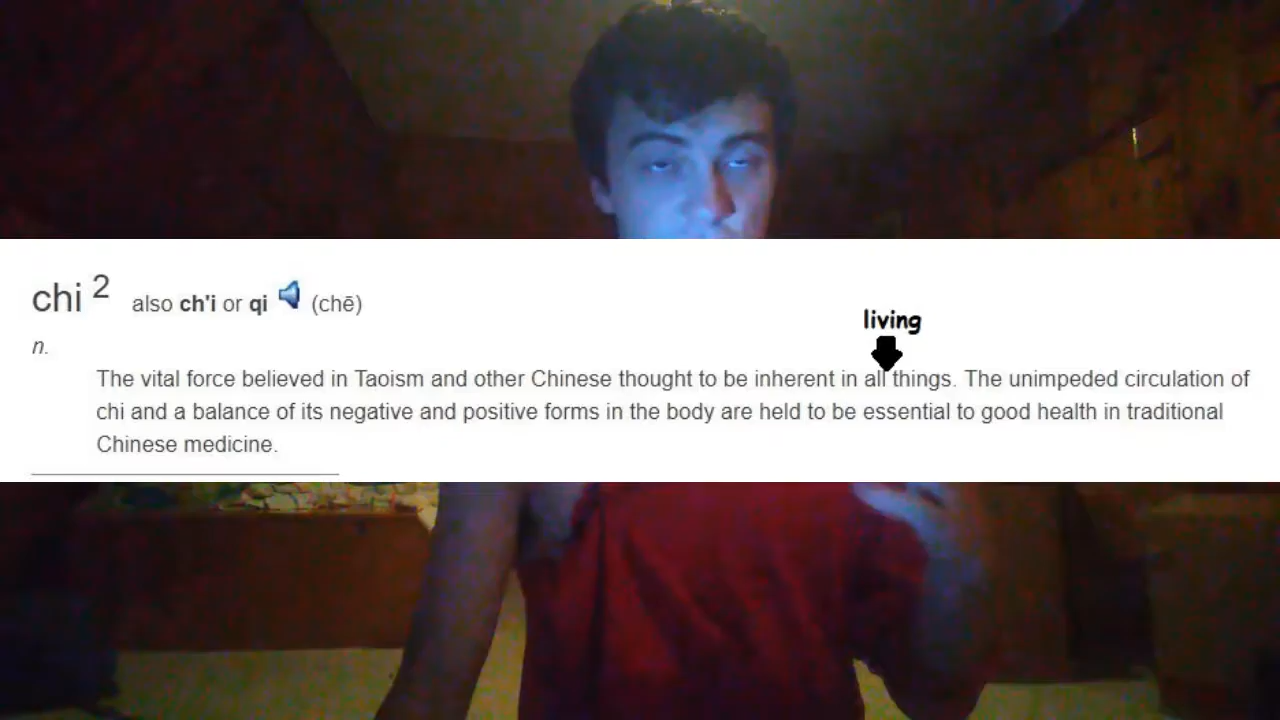 chi 2 also ch'i or qi (chē)
n.
living
The vital force believed in Taoism and other Chinese thought to be inherent in all things. The unimpeded circulation of
chi and a balance of its negative and positive forms in the body are held to be essential to good health in traditional
Chinese medicine.